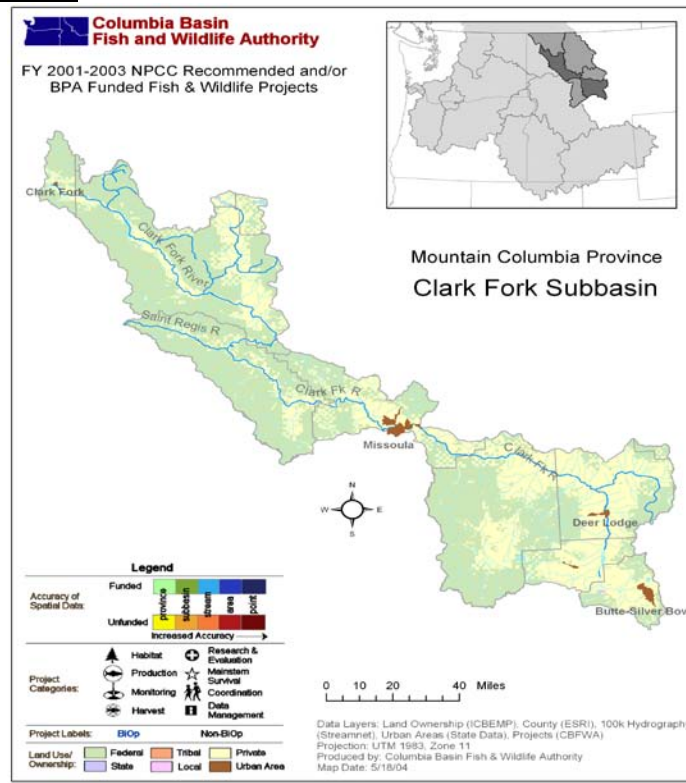 Columbia Basin
Fish and Wildlife Authority
FY 2001-2003 NPCC Recommended and/or
BPA Funded Fish & Wildlife Projects
Mountain Columbia Province
Clark Fork Subbasin
Clark Fork
Clark Fork River
Saint Regis R
Clark Fk R
Missoula
Clark Fk R
Deer Lodge
Butte-Silver Bow
N
W E
S
Legend
Accuracy of
Spatial Data:
Funded
province subbasin stream area point
Unfunded
Increased Accuracy
Project
Categories:
Habitat
Production
Monitoring
Harvest
Research &
Evaluation
Mainstem
Survival
Coordination
Data
Management
Project Labels: BiOp Non-BiOp
Land Use/
Ownership:
Federal Tribal Private
State Local Urban Area
0 10 20 40 Miles
Data Layers: Land Ownership (ICBEMP), County (ESRI), 100k Hydrography
(Streamnet), Urban Areas (State Data), Projects (CBFWA)
Projection: UTM 1983, Zone 11
Produced by: Columbia Basin Fish & Wildlife Authority
Map Date: 5/18/04